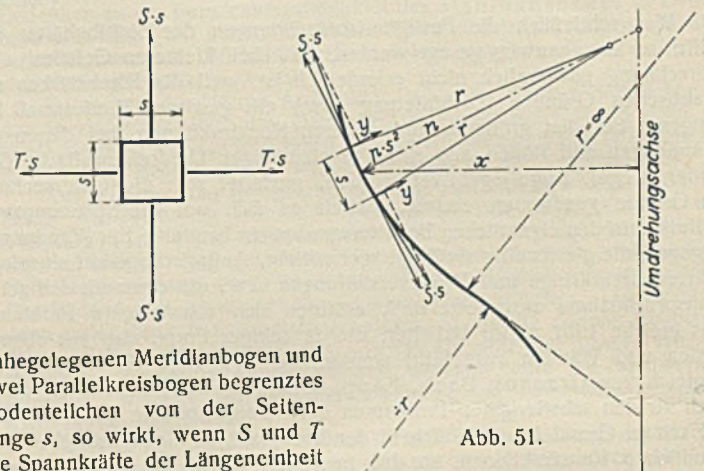 S·s
s
s
T·s
T·s
S·s
S·s
y
r
n
r
p·s²
s
y
x
S·s
r=∞
Umdrehungsachse
-r
nahegelegenen Meridianbogen und
zwei Parallelkreisbogen begrenztes
odenteilchen von der Seiten-
nge s, so wirkt, wenn S und T
e Spannkräfte der Längeneinheit
Abb. 51.